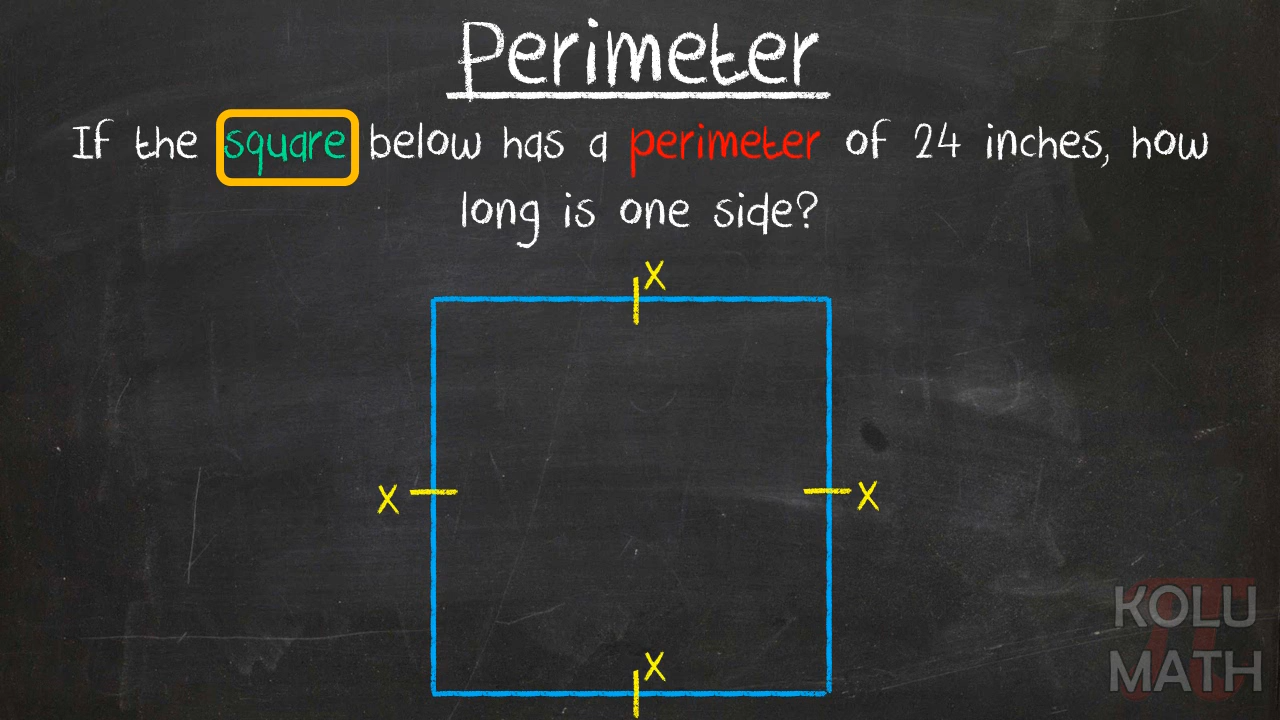 Perimeter
If the square below has a perimeter of 24 inches, how
long is one side?
x
x
x
x
KOLU
MATH